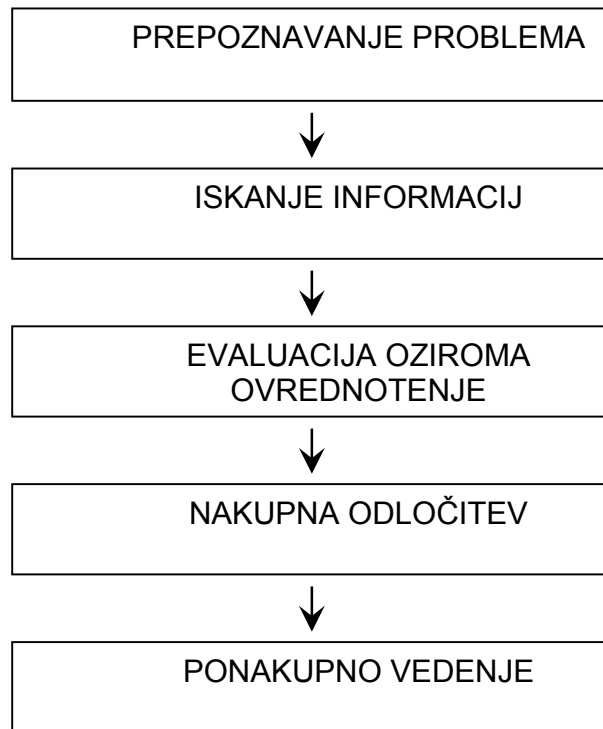 PREPOZNAVANJE PROBLEMA
ISKANJE INFORMACIJ
EVALUACIJA OZIROMA
OVREDNOTENJE
NAKUPNA ODLOČITEV
PONAKUPNO VEDENJE